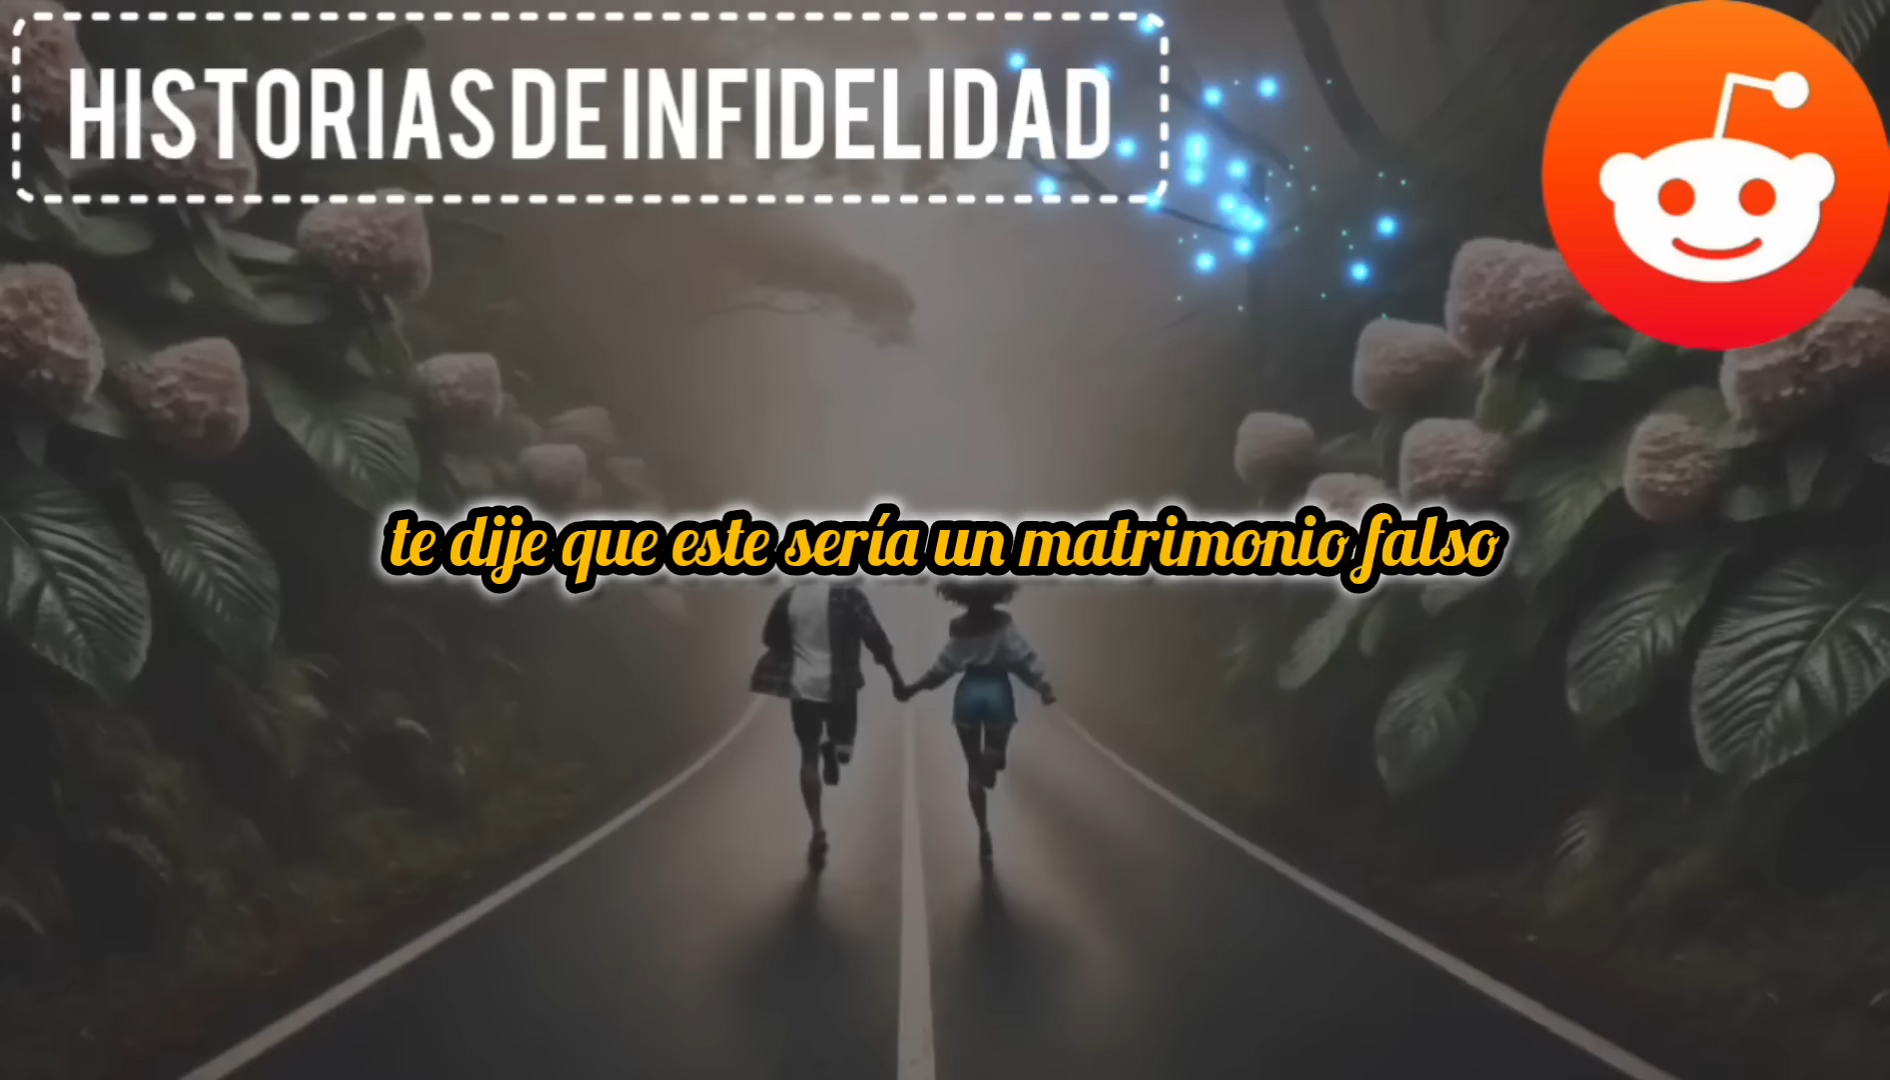 HISTORIAS DE INFIDELIDAD
te dije que este sería un matrimonio falso